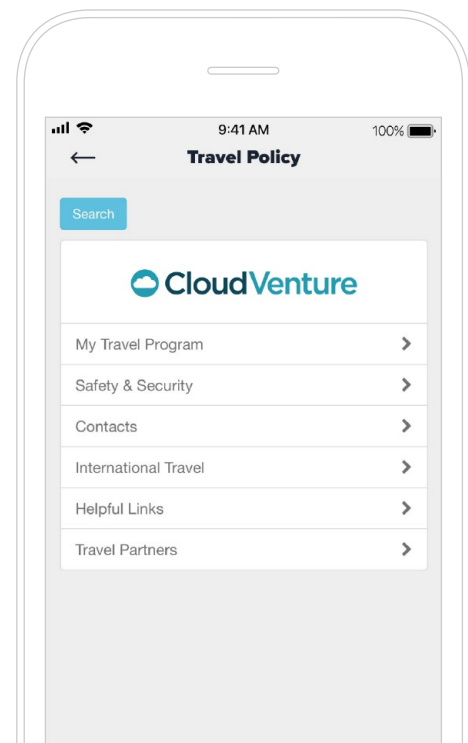 9:41 AM 100%
Travel Policy
Search
CloudVenture
My Travel Program
Safety & Security
Contacts
International Travel
Helpful Links
Travel Partners